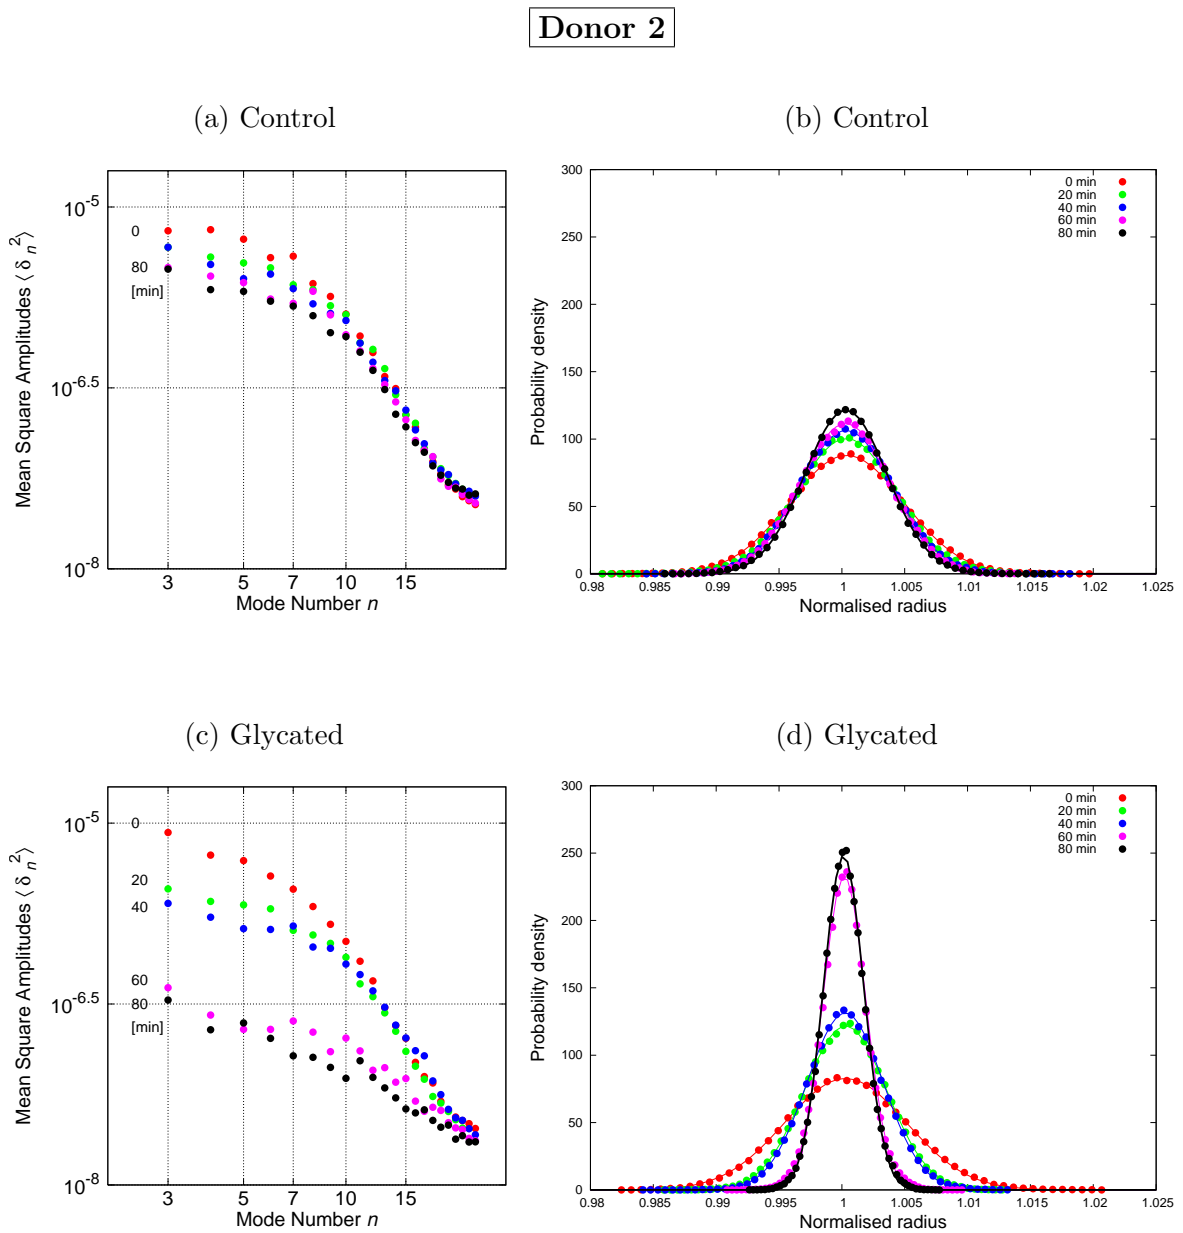 Donor 2
(a) Control
(b) Control
Mean Square Amplitudes ⟨ δ n 2 ⟩
10-5
10-6.5
10-8
0
80
[min]
3 5 7 10 15
Mode Number n
Probability density
300
250
200
150
100
50
0
0 min
20 min
40 min
60 min
80 min
0.98 0.985 0.99 0.995 1 1.005 1.01 1.015 1.02 1.025
Normalised radius
(c) Glycated
(d) Glycated
Mean Square Amplitudes ⟨ δ n 2 ⟩
10-5
10-6.5
10-8
0
20
40
60
80
[min]
3 5 7 10 15
Mode Number n
Probability density
300
250
200
150
100
50
0
0 min
20 min
40 min
60 min
80 min
0.98 0.985 0.99 0.995 1 1.005 1.01 1.015 1.02 1.025
Normalised radius